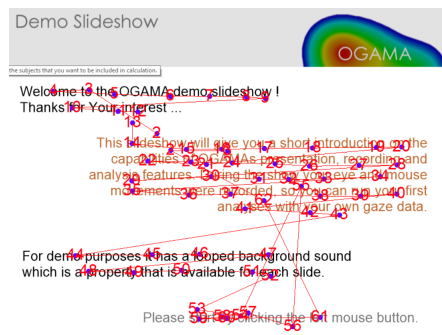 Demo Slideshow
OGAMA
the subjects that you want to be included in calculation.
Welcome to the OGAMA demo slideshow !
Thanks for Your interest ...
This slideshow will give you a short introduction on the
capabilities of OGAMAs presentation, recording and
analysis features. During the show, your eye and mouse
movements were recorded, so you can run your first
analyses with your own gaze data.
For demo purposes it has a looped background sound
which is a property that is available for each slide.
Please start by clicking the left mouse button.